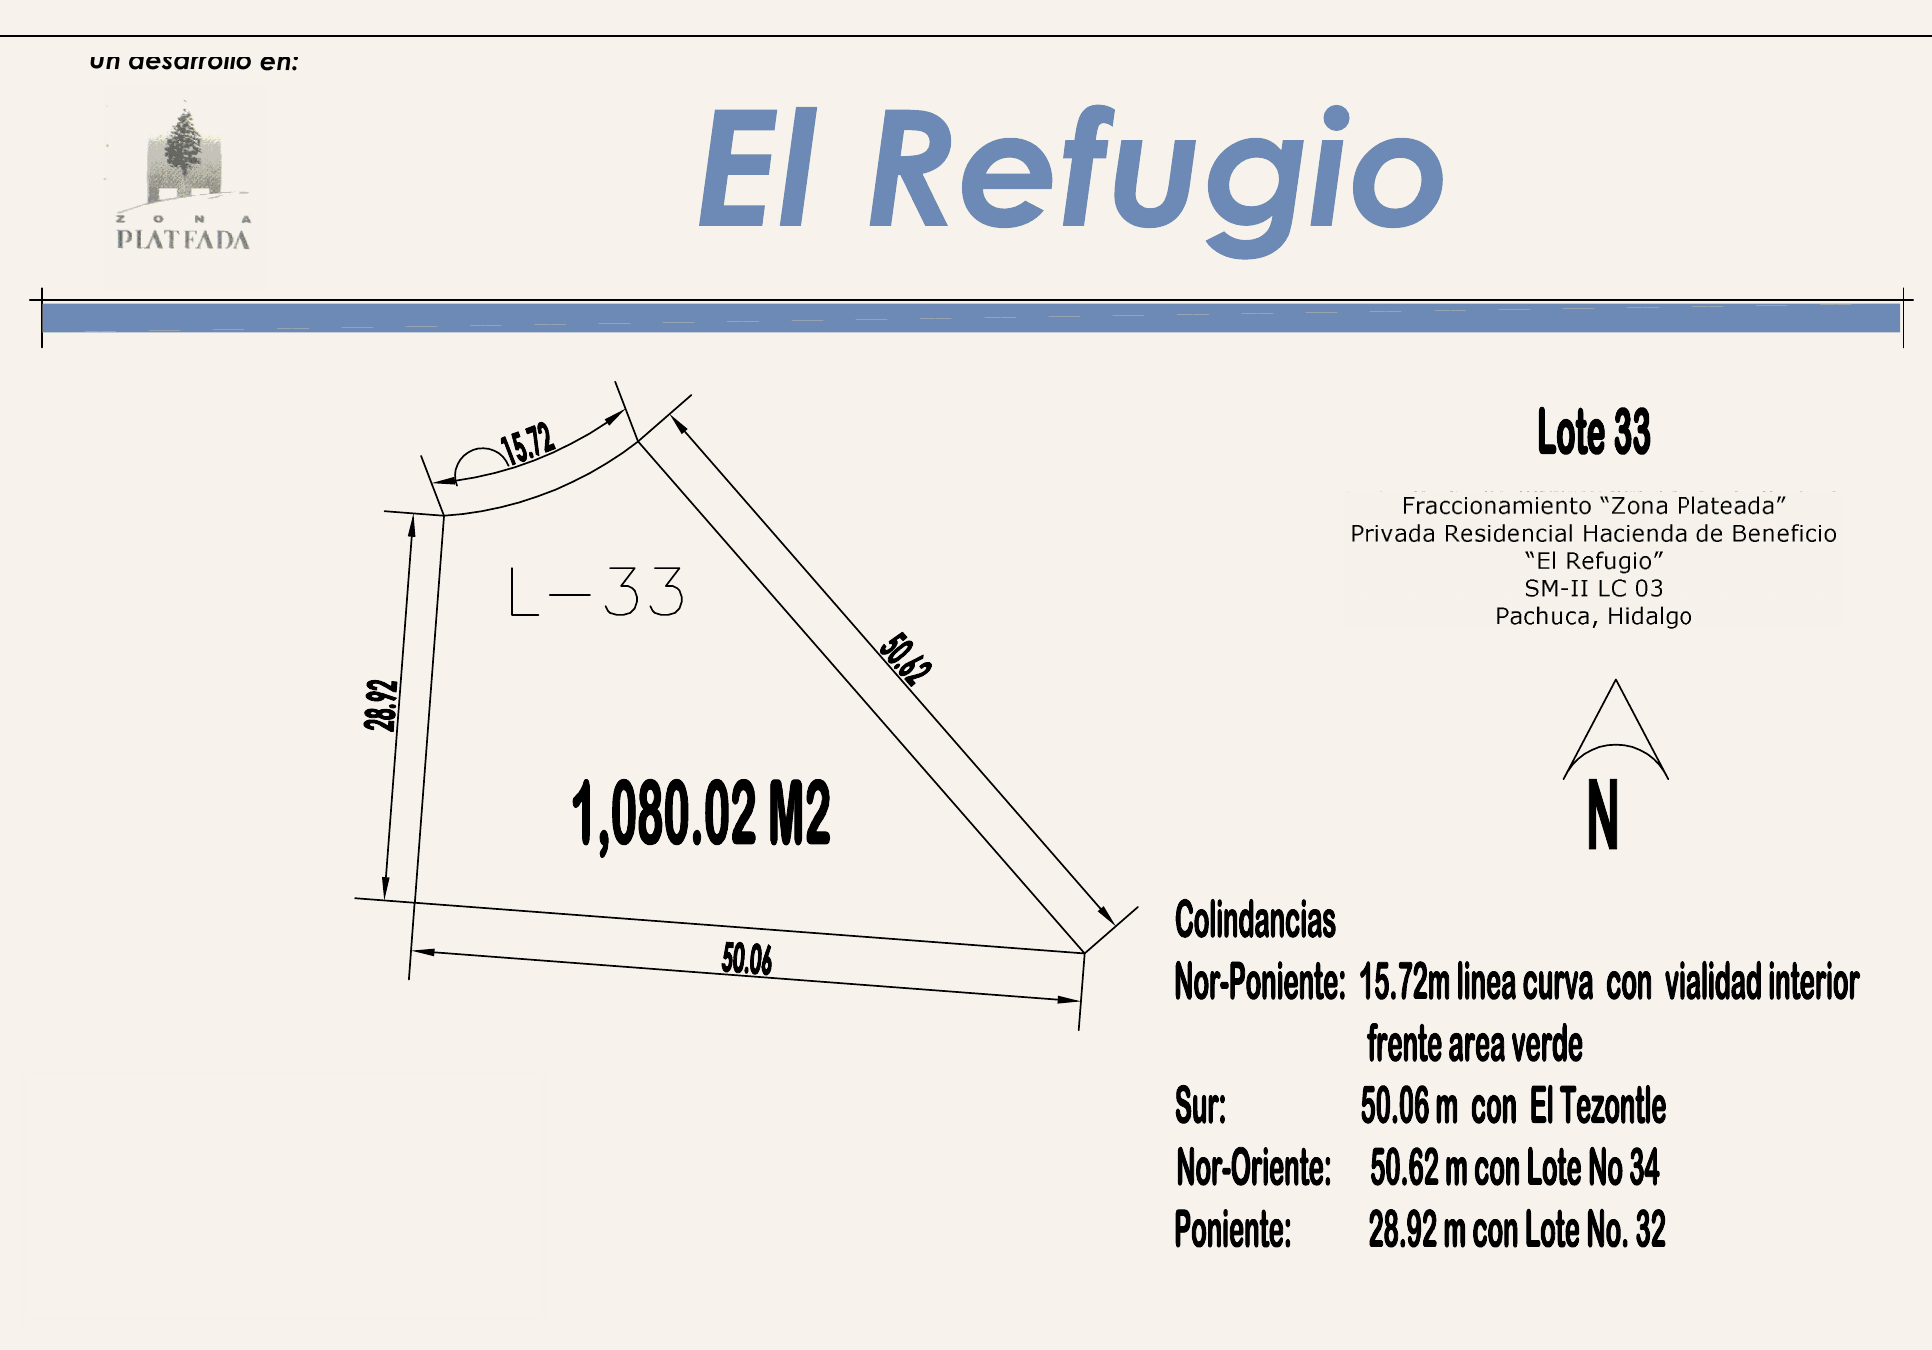 un desarrollo en:
El Refugio
ZONA
PLATEADA
15.72
Lote 33
Fraccionamiento “Zona Plateada”
Privada Residencial Hacienda de Beneficio
“El Refugio”
SM-II LC 03
Pachuca, Hidalgo
L-33
50.62
28.92
1,080.02 M2
N
50.06
Colindancias
Nor-Poniente: 15.72m linea curva con vialidad interior
frente area verde
Sur: 50.06 m con El Tezontle
Nor-Oriente: 50.62 m con Lote No 34
Poniente: 28.92 m con Lote No. 32